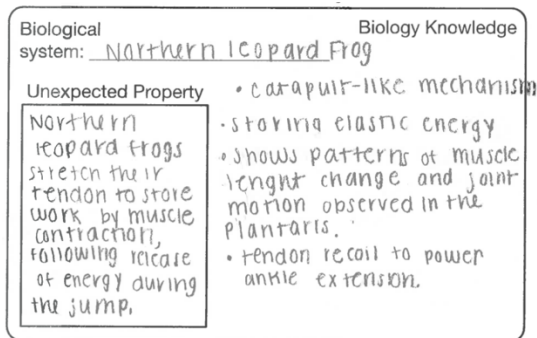 Biological Biology Knowledge
system: Northern leopard Frog
Unexpected Property
Northern
leopard frogs
stretch their
tendon to store
work by muscle
contraction,
following release
of energy during
the jump.
• catapult-like mechanism
• storing elastic energy
• shows patterns of muscle
lenght change and joint
motion observed in the
plantaris.
• tendon recoil to power
ankle extension.